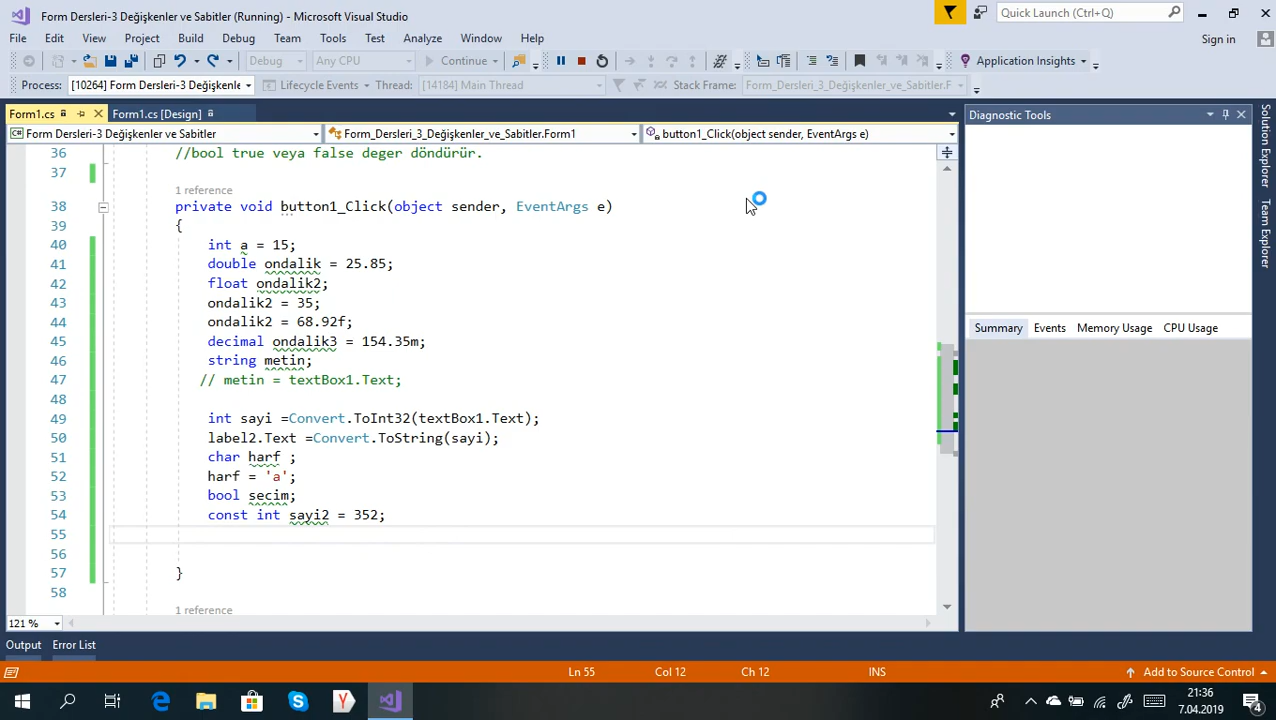 Form Dersleri-3 Değişkenler ve Sabitler (Running) - Microsoft Visual Studio
Quick Launch (Ctrl+Q)
File Edit View Project Build Debug Team Tools Test Analyze Window Help
Sign in
Debug Any CPU Continue Application Insights
Process: [10264] Form Dersleri-3 Değişkenle Lifecycle Events Thread: [14184] Main Thread Stack Frame: Form_Dersleri_3_Değişkenler_ve_Sabitler.F
Form1.cs Form1.cs [Design]
Diagnostic Tools
Form Dersleri-3 Değişkenler ve Sabitler Form_Dersleri_3_Değişkenler_ve_Sabitler.Form1 button1_Click(object sender, EventArgs e)
36 //bool true veya false deger döndürür.
37
1 reference
38 private void button1_Click(object sender, EventArgs e)
39 {
40 int a = 15;
41 double ondalik = 25.85;
42 float ondalik2;
43 ondalik2 = 35;
44 ondalik2 = 68.92f;
45 decimal ondalik3 = 154.35m;
46 string metin;
47 // metin = textBox1.Text;
48
49 int sayi =Convert.ToInt32(textBox1.Text);
50 label2.Text =Convert.ToString(sayi);
51 char harf ;
52 harf = 'a';
53 bool secim;
54 const int sayi2 = 352;
55
56
57 }
58
1 reference
Summary Events Memory Usage CPU Usage
Solution Explorer
Team Explorer
121 %
Output Error List
Ln 55 Col 12 Ch 12 INS Add to Source Control
21:36
7.04.2019
4